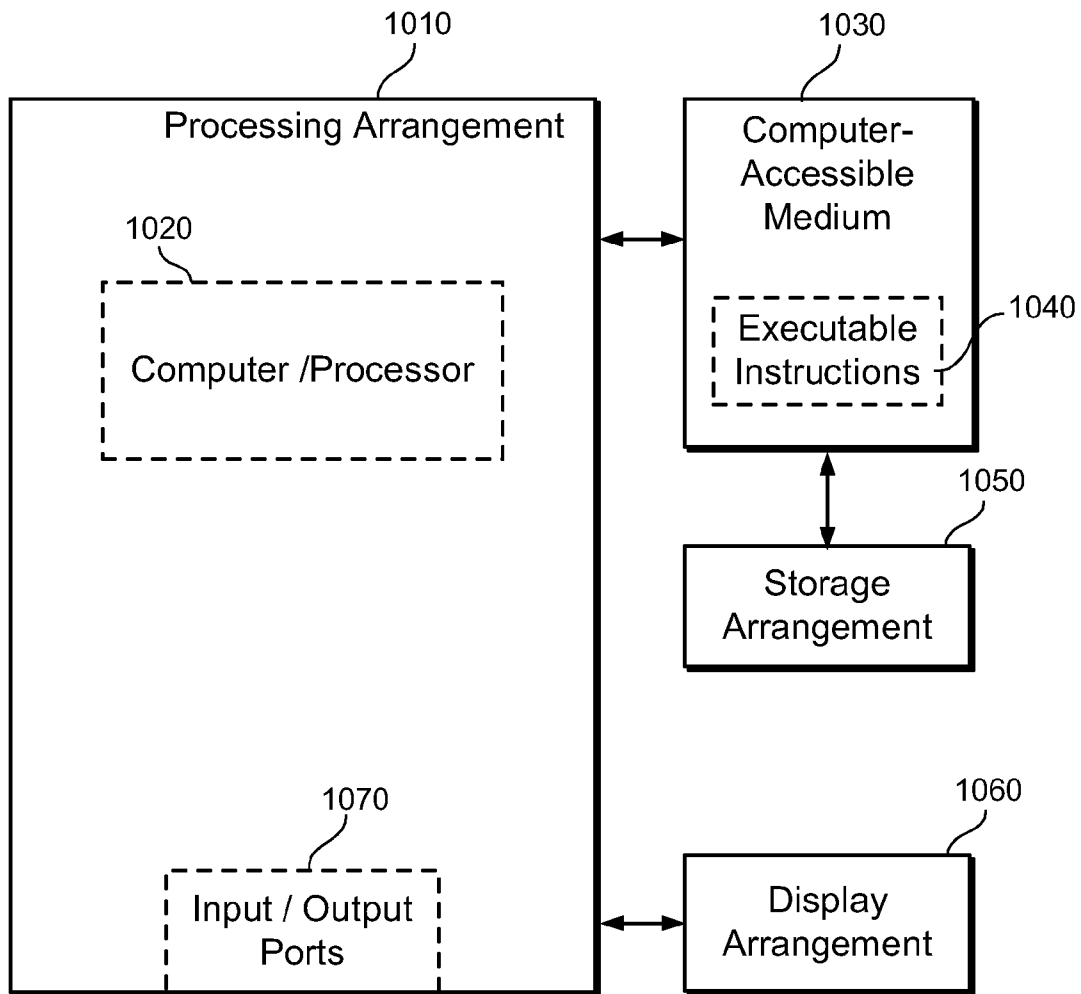 1010
1030
Processing Arrangement
Computer-
Accessible
Medium
1020
Computer /Processor
1040
Executable
Instructions
1050
Storage
Arrangement
1070
Input / Output
Ports
1060
Display
Arrangement